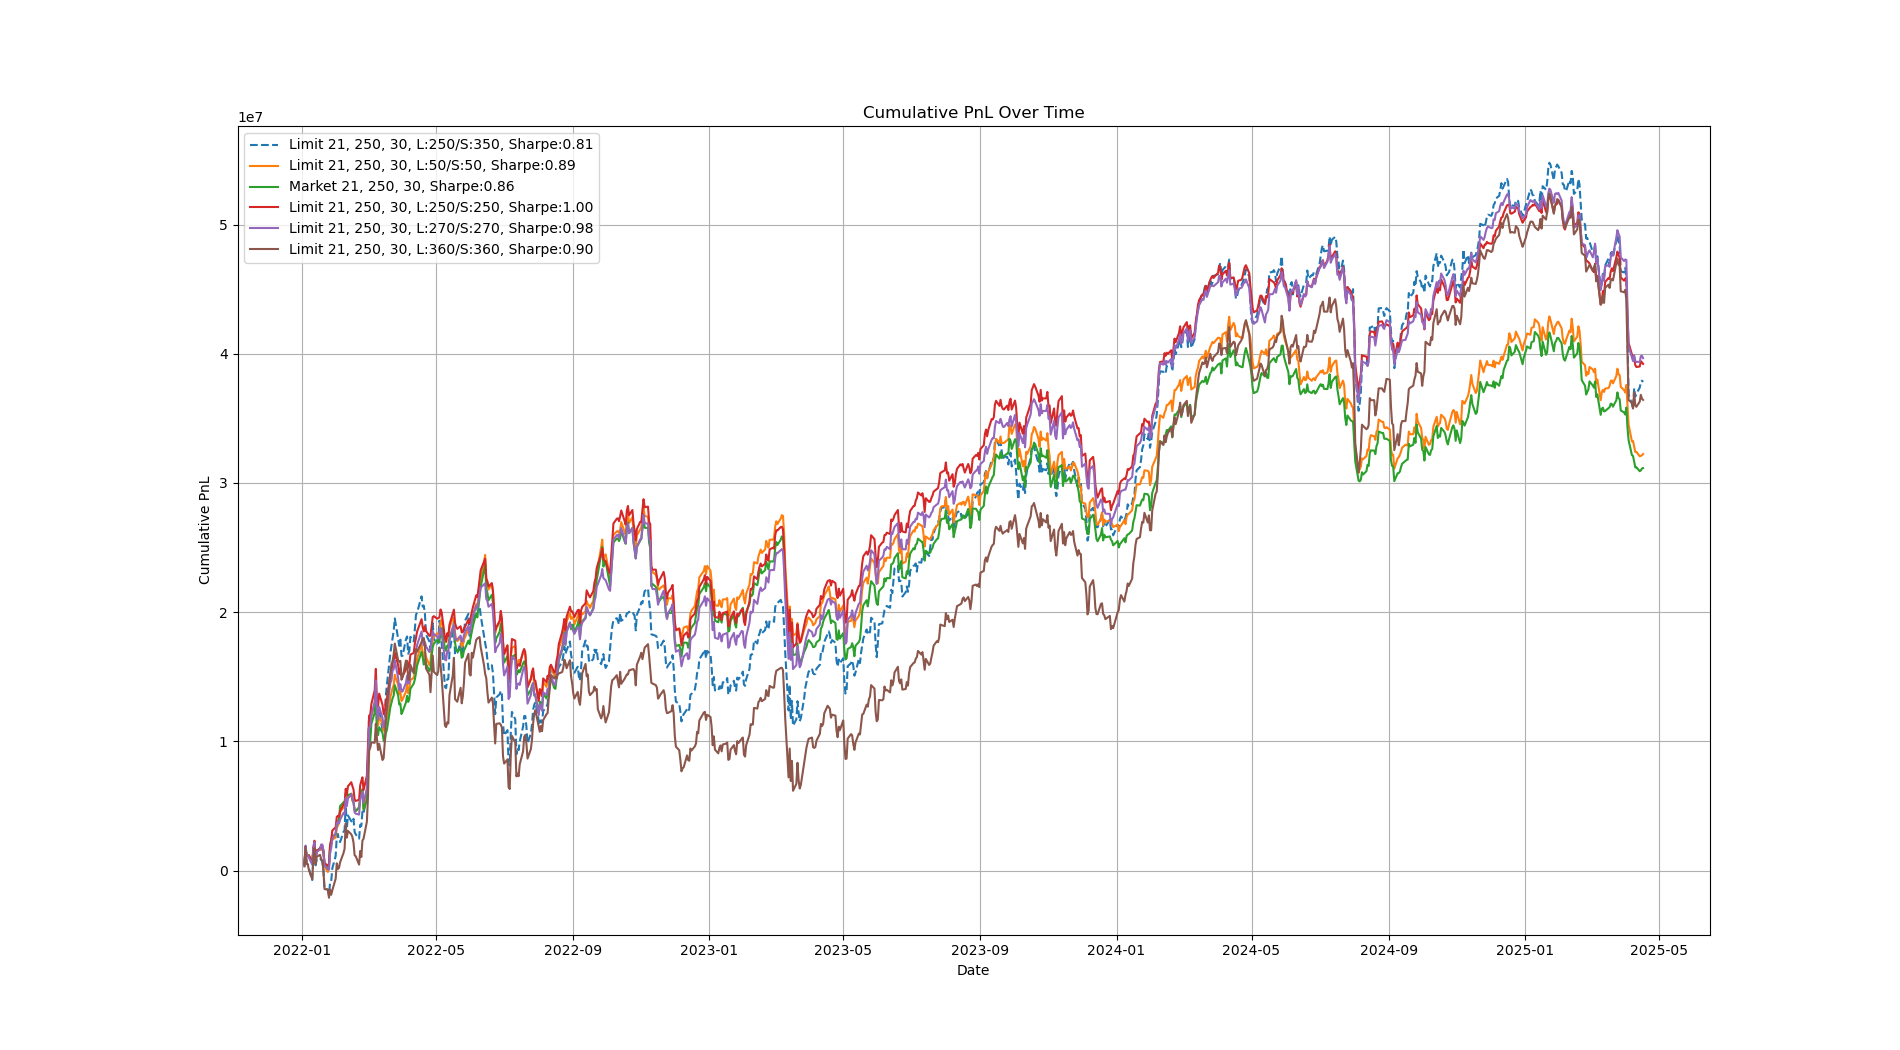 Cumulative PnL Over Time
1e7
Limit 21, 250, 30, L:250/S:350, Sharpe:0.81
Limit 21, 250, 30, L:50/S:50, Sharpe:0.89
Market 21, 250, 30, Sharpe:0.86
Limit 21, 250, 30, L:250/S:250, Sharpe:1.00
Limit 21, 250, 30, L:270/S:270, Sharpe:0.98
Limit 21, 250, 30, L:360/S:360, Sharpe:0.90
5
4
3
2
1
0
Cumulative PnL
2022-01 2022-05 2022-09 2023-01 2023-05 2023-09 2024-01 2024-05 2024-09 2025-01 2025-05
Date